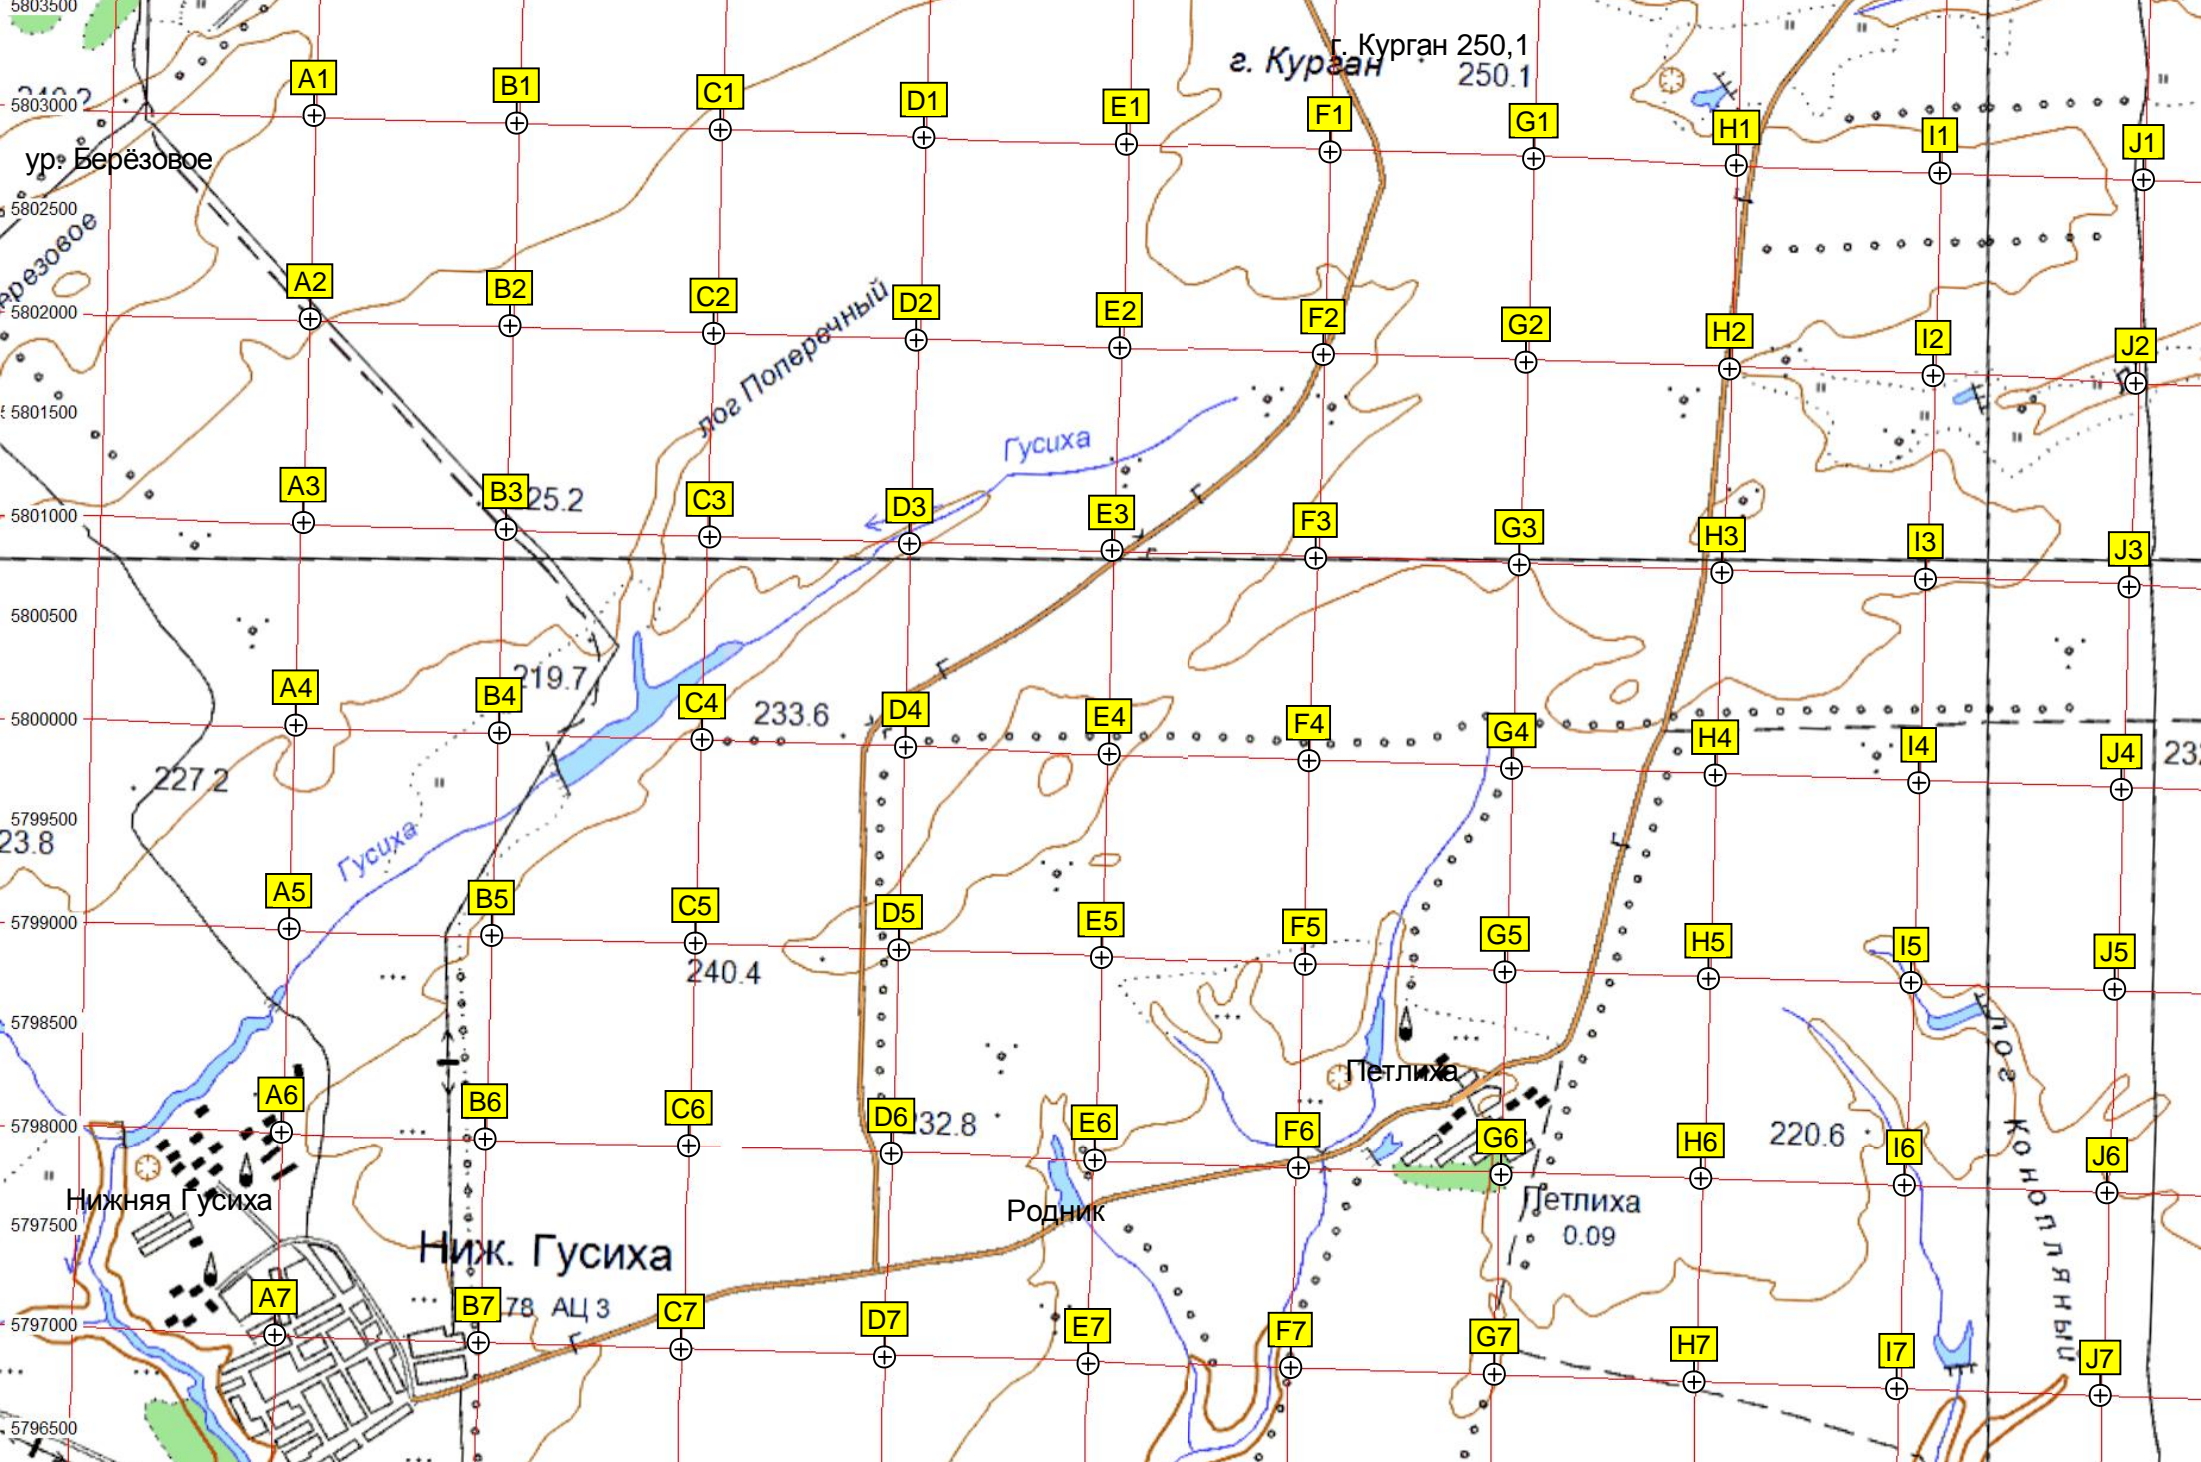 5803500
г. Курган 250,1
г. Курган
250.1
5803000
A1
B1
C1
D1
E1
F1
G1
H1
I1
J1
ур. Берёзовое
5802500
5802000
A2
B2
C2
D2
E2
F2
G2
H2
I2
J2
лог Поперечный
5801500
Гусиха
A3
B3
25.2
C3
D3
E3
F3
G3
H3
I3
J3
5801000
5800500
219.7
A4
B4
C4
233.6
D4
E4
F4
G4
H4
I4
J4
5800000
227.2
5799500
23.8
Гусиха
A5
B5
C5
D5
E5
F5
G5
H5
I5
J5
5799000
240.4
5798500
лог Конопляный
Петлиха
A6
B6
C6
D6
32.8
E6
F6
G6
H6
220.6
I6
J6
5798000
Нижняя Гусиха
Родник
Петлиха
0.09
5797500
Ниж. Гусиха
A7
B7
78 АЦ 3
C7
D7
E7
F7
G7
H7
I7
J7
5797000
5796500